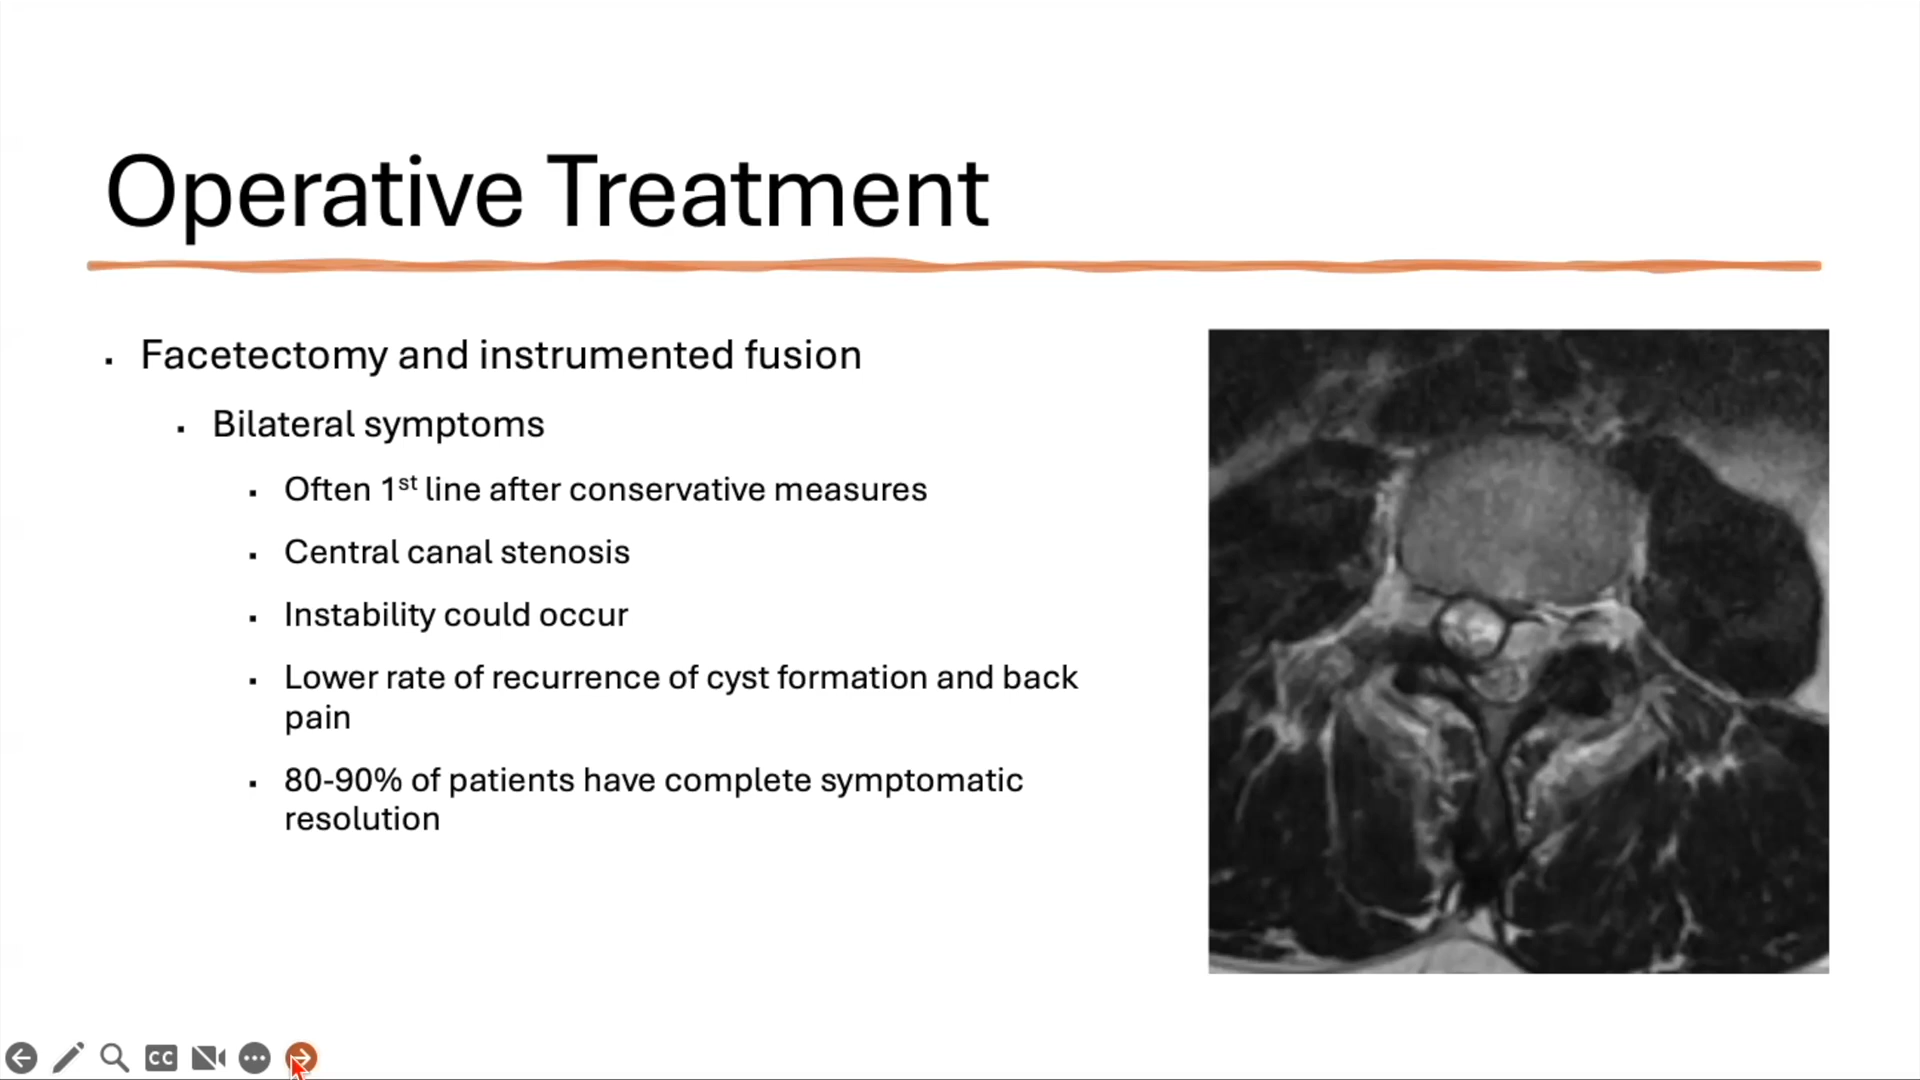 Operative Treatment
Facetectomy and instrumented fusion
Bilateral symptoms
Often 1st line after conservative measures
Central canal stenosis
Instability could occur
Lower rate of recurrence of cyst formation and back
pain
80-90% of patients have complete symptomatic
resolution
CC